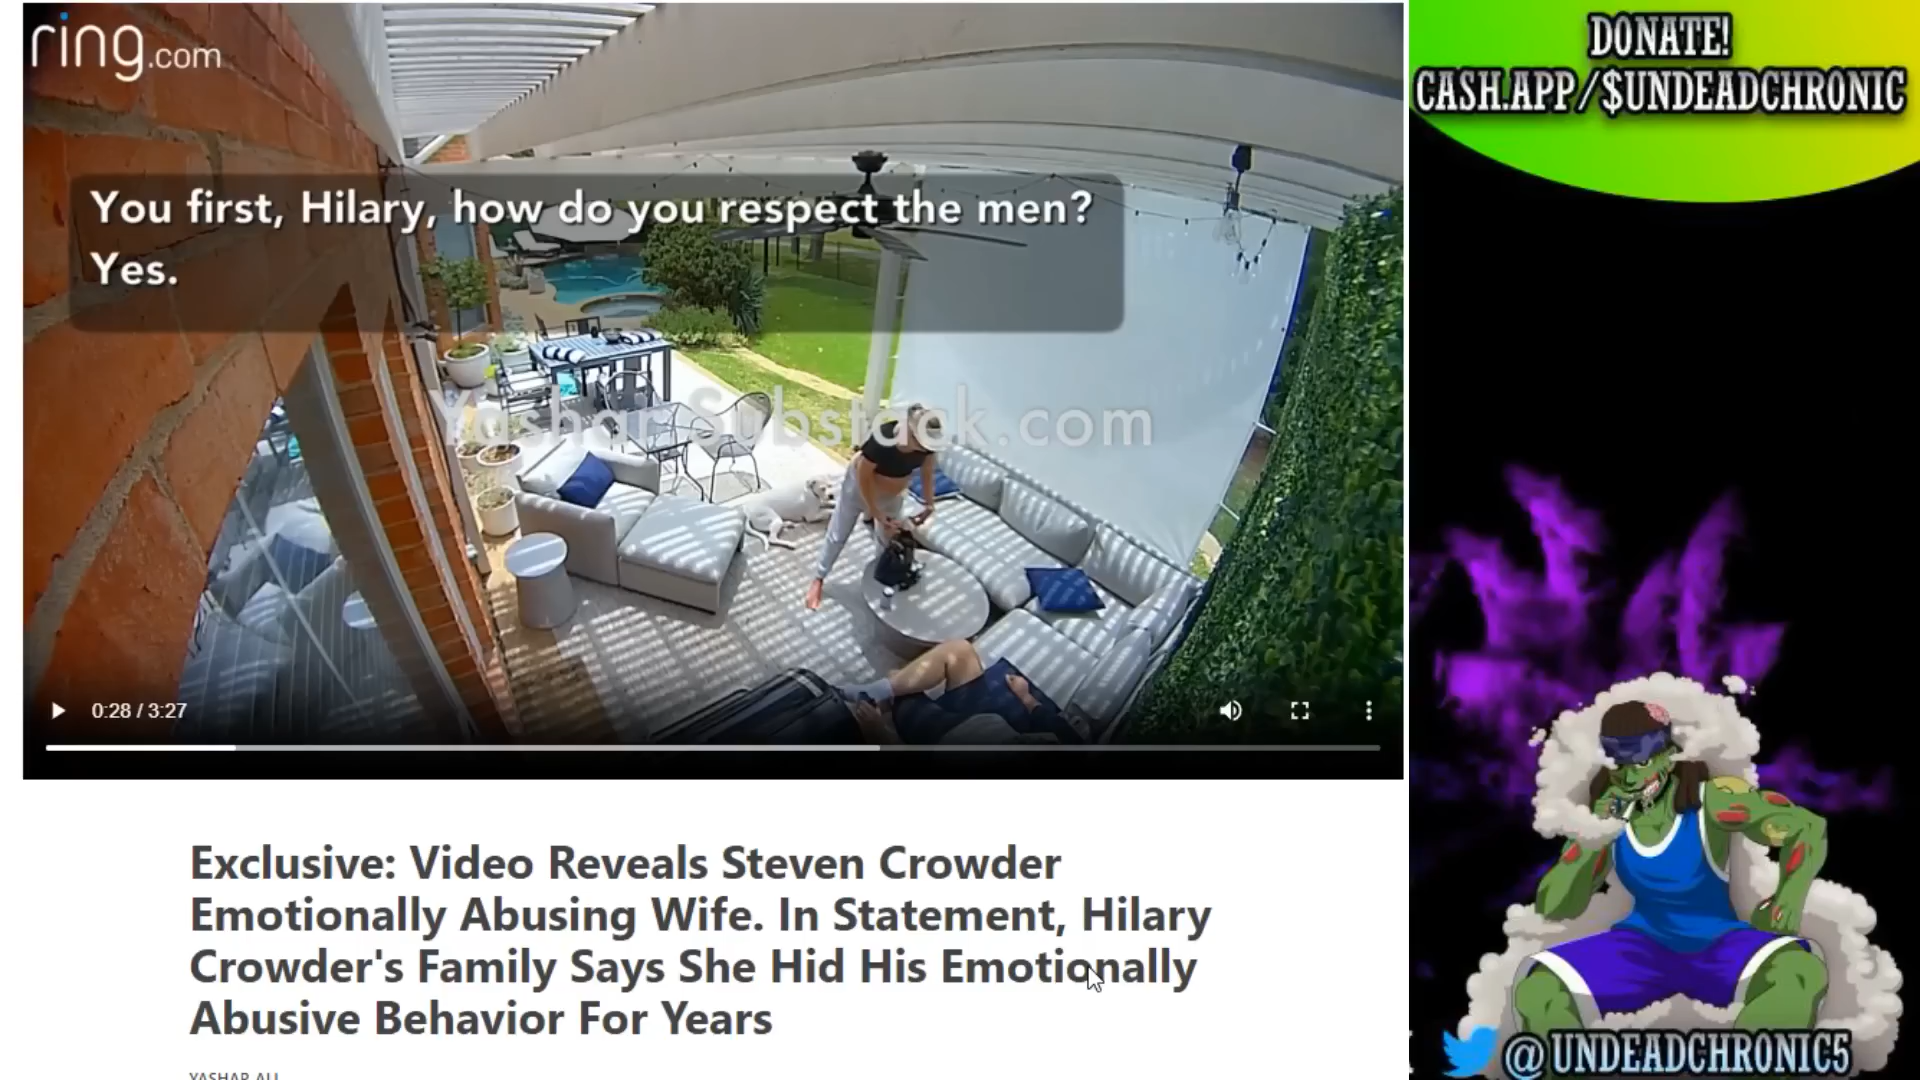 ring.com
You first, Hilary, how do you respect the men?
Yes.
Yashar.Substack.com
0:28 / 3:27
Exclusive: Video Reveals Steven Crowder
Emotionally Abusing Wife. In Statement, Hilary
Crowder's Family Says She Hid His Emotionally
Abusive Behavior For Years
YASHAR ALI
DONATE!
CASH.APP/$UNDEADCHRONIC
@UNDEADCHRONIC5